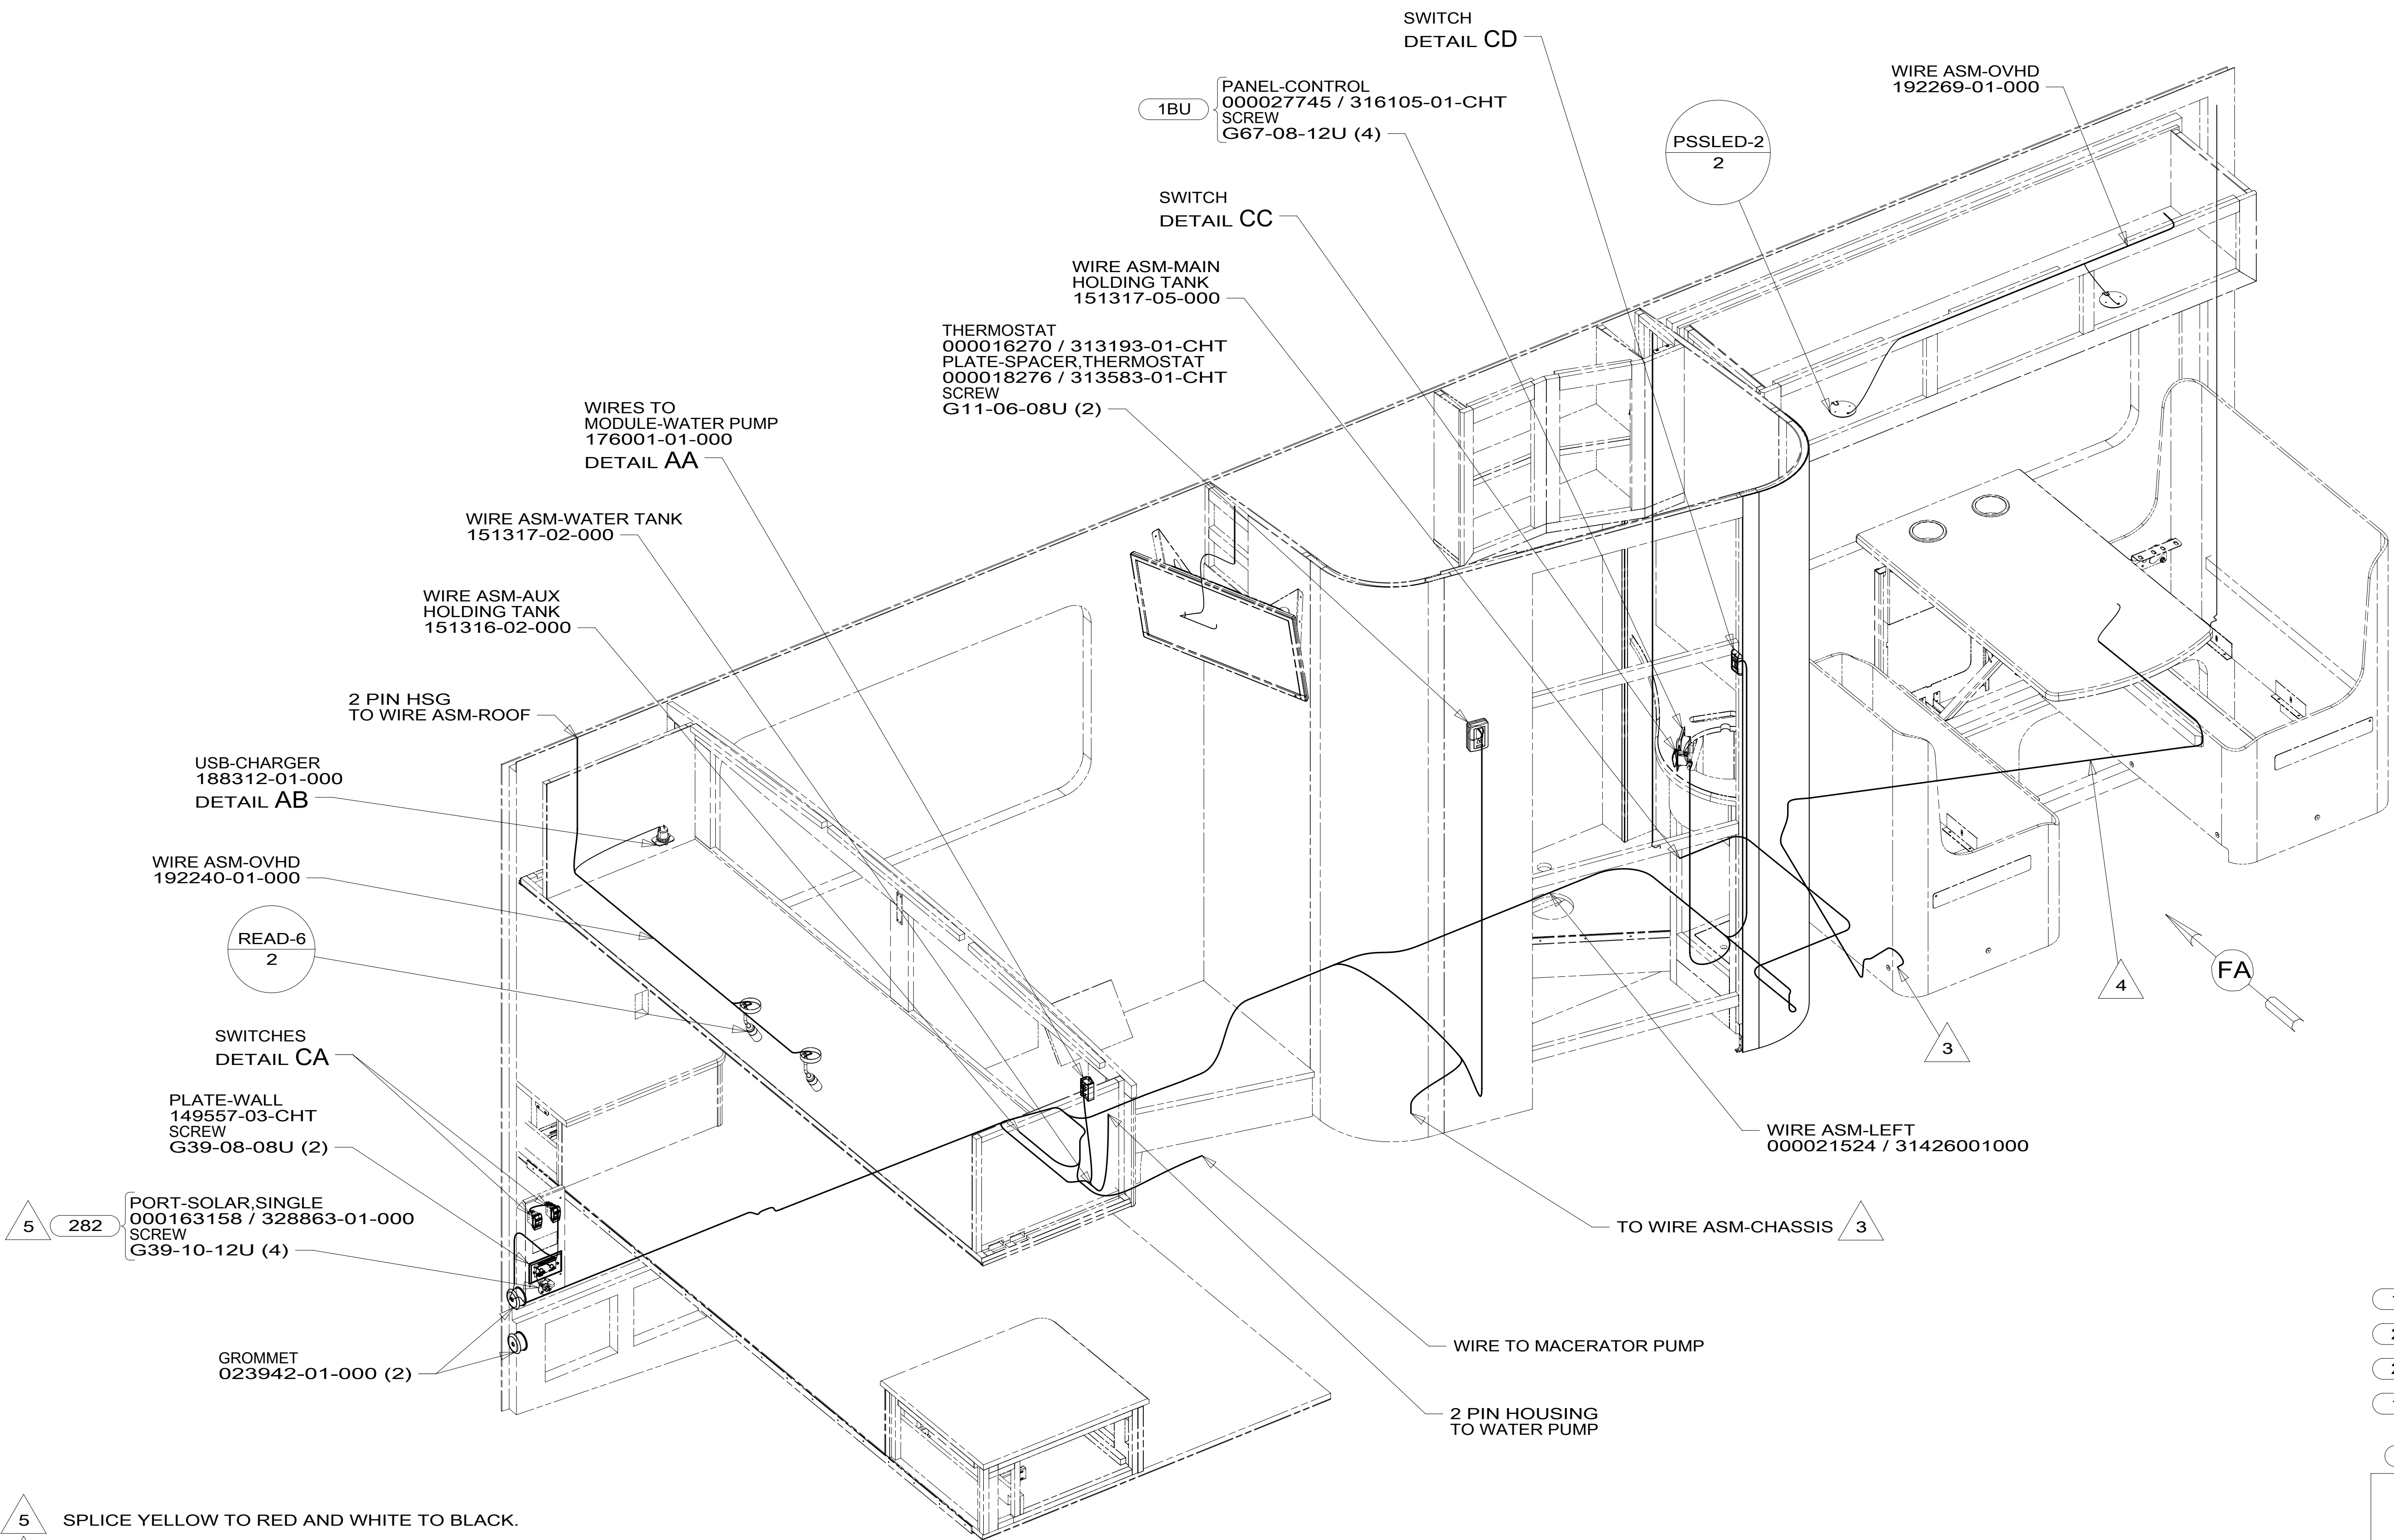 SWITCH
DETAIL CD
WIRE ASM-OVHD
192269-01-000
1BU
PANEL-CONTROL
000027745 / 316105-01-CHT
SCREW
G67-08-12U (4)
PSSLED-2
2
SWITCH
DETAIL CC
WIRE ASM-MAIN
HOLDING TANK
151317-05-000
THERMOSTAT
000016270 / 313193-01-CHT
PLATE-SPACER,THERMOSTAT
000018276 / 313583-01-CHT
SCREW
G11-06-08U (2)
WIRES TO
MODULE-WATER PUMP
176001-01-000
DETAIL AA
WIRE ASM-WATER TANK
151317-02-000
WIRE ASM-AUX
HOLDING TANK
151316-02-000
2 PIN HSG
TO WIRE ASM-ROOF
USB-CHARGER
188312-01-000
DETAIL AB
WIRE ASM-OVHD
192240-01-000
READ-6
2
SWITCHES
DETAIL CA
PLATE-WALL
149557-03-CHT
SCREW
G39-08-08U (2)
5
282
PORT-SOLAR,SINGLE
000163158 / 328863-01-000
SCREW
G39-10-12U (4)
GROMMET
023942-01-000 (2)
FA
4
3
WIRE ASM-LEFT
000021524 / 31426001000
TO WIRE ASM-CHASSIS 3
WIRE TO MACERATOR PUMP
2 PIN HOUSING
TO WATER PUMP
5 SPLICE YELLOW TO RED AND WHITE TO BLACK.